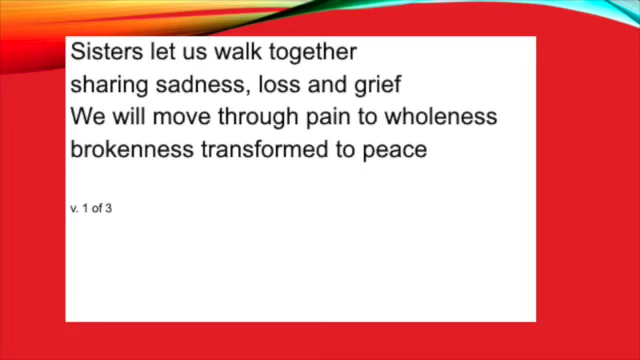 Sisters let us walk together
sharing sadness, loss and grief
We will move through pain to wholeness
brokenness transformed to peace
v. 1 of 3